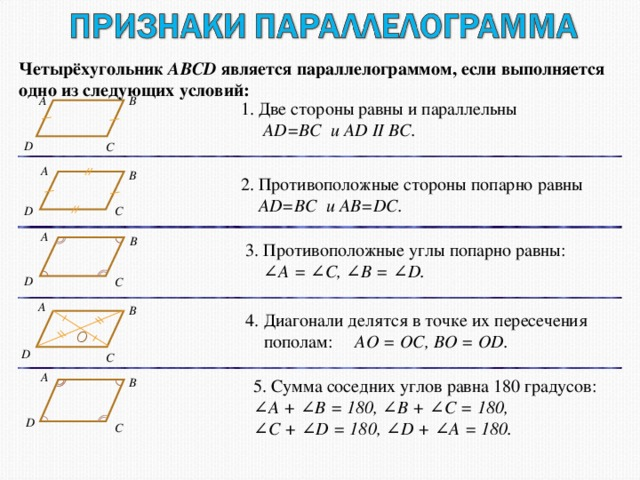 ПРИЗНАКИ ПАРАЛЛЕЛОГРАММА
Четырёхугольник ABCD является параллелограммом, если выполняется
одно из следующих условий:
A B
D C
1. Две стороны равны и параллельны
AD=BC и AD II BC.
A B
D C
2. Противоположные стороны попарно равны
AD=BC и AB=DC.
A B
D C
3. Противоположные углы попарно равны:
∠A = ∠C, ∠B = ∠D.
A B
O
D C
4. Диагонали делятся в точке их пересечения
пополам: AO = OC, BO = OD.
A B
D C
5. Сумма соседних углов равна 180 градусов:
∠A + ∠B = 180, ∠B + ∠C = 180,
∠C + ∠D = 180, ∠D + ∠A = 180.